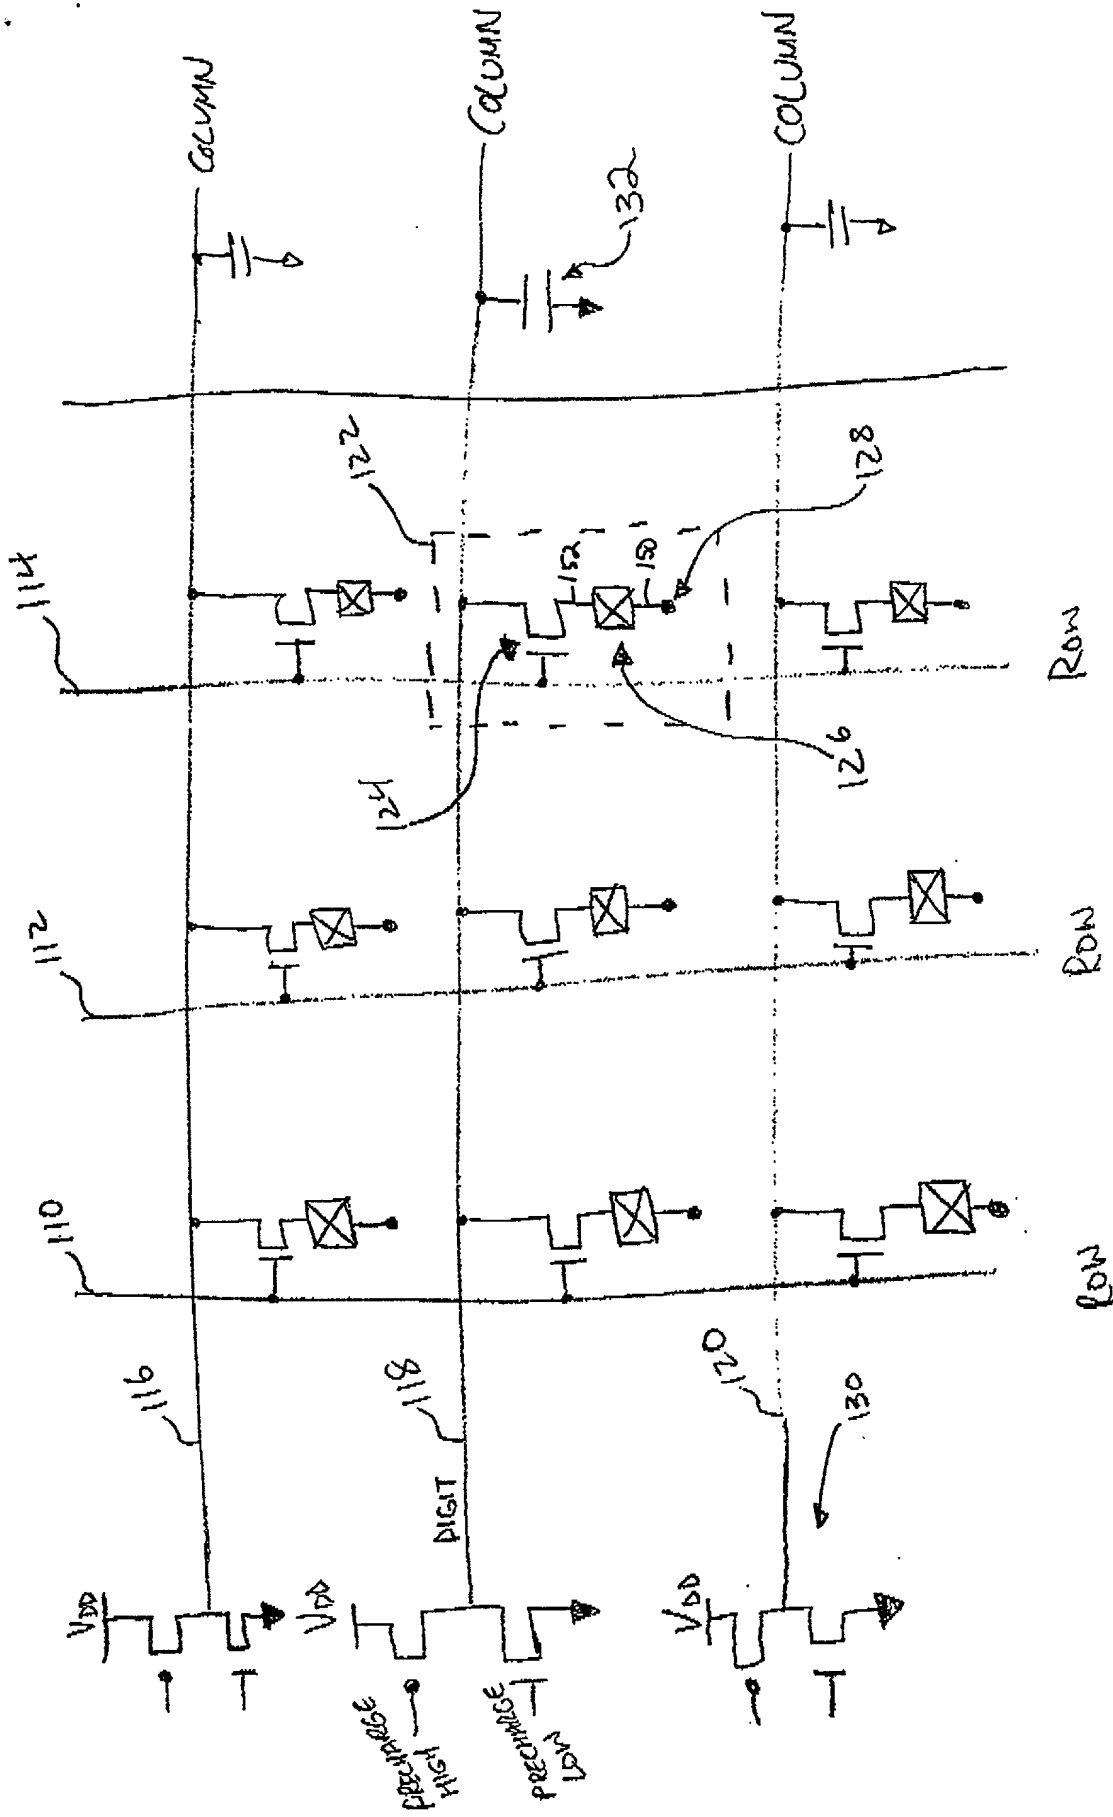 COLUMN
COLUMN
COLUMN
132
122
128
114
152
150
ROW
124
126
112
ROW
110
ROW
116
118
120
130
DIGIT
VDD
VDD
VDD
PRECHARGE
HIGH
PRECHARGE
LOW